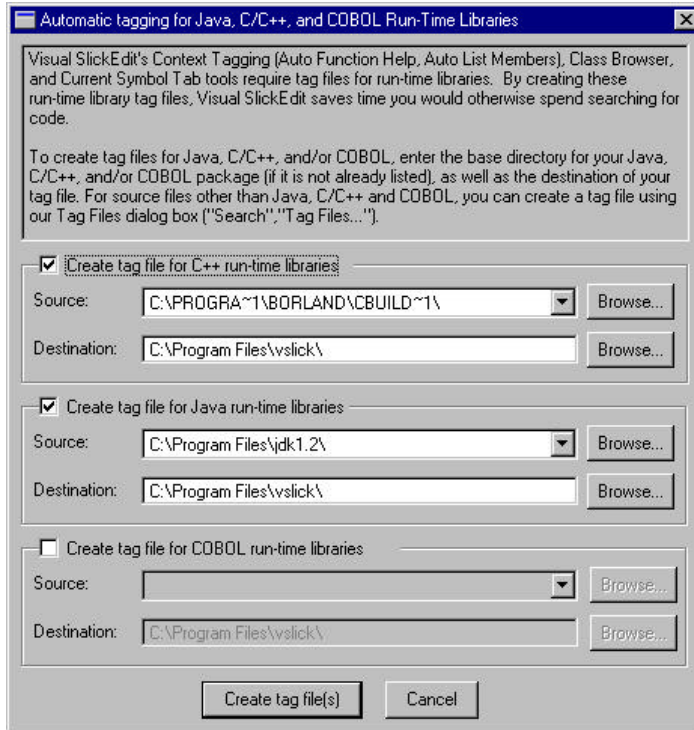 Automatic tagging for Java, C/C++, and COBOL Run-Time Libraries
Visual SlickEdit's Context Tagging (Auto Function Help, Auto List Members), Class Browser,
and Current Symbol Tab tools require tag files for run-time libraries.  By creating these
run-time library tag files, Visual SlickEdit saves time you would otherwise spend searching for
code.
To create tag files for Java, C/C++, and/or COBOL, enter the base directory for your Java,
C/C++, and/or COBOL package (if it is not already listed), as well as the destination of your
tag file. For source files other than Java, C/C++ and COBOL, you can create a tag file using
our Tag Files dialog box ("Search","Tag Files...").
Create tag file for C++ run-time libraries
Source: C:\PROGRA~1\BORLAND\CBUILD~1\ Browse...
Destination: C:\Program Files\vslick\ Browse...
Create tag file for Java run-time libraries
Source: C:\Program Files\jdk1.2\ Browse...
Destination: C:\Program Files\vslick\ Browse...
Create tag file for COBOL run-time libraries
Source: Browse...
Destination: C:\Program Files\vslick\ Browse...
Create tag file(s) Cancel